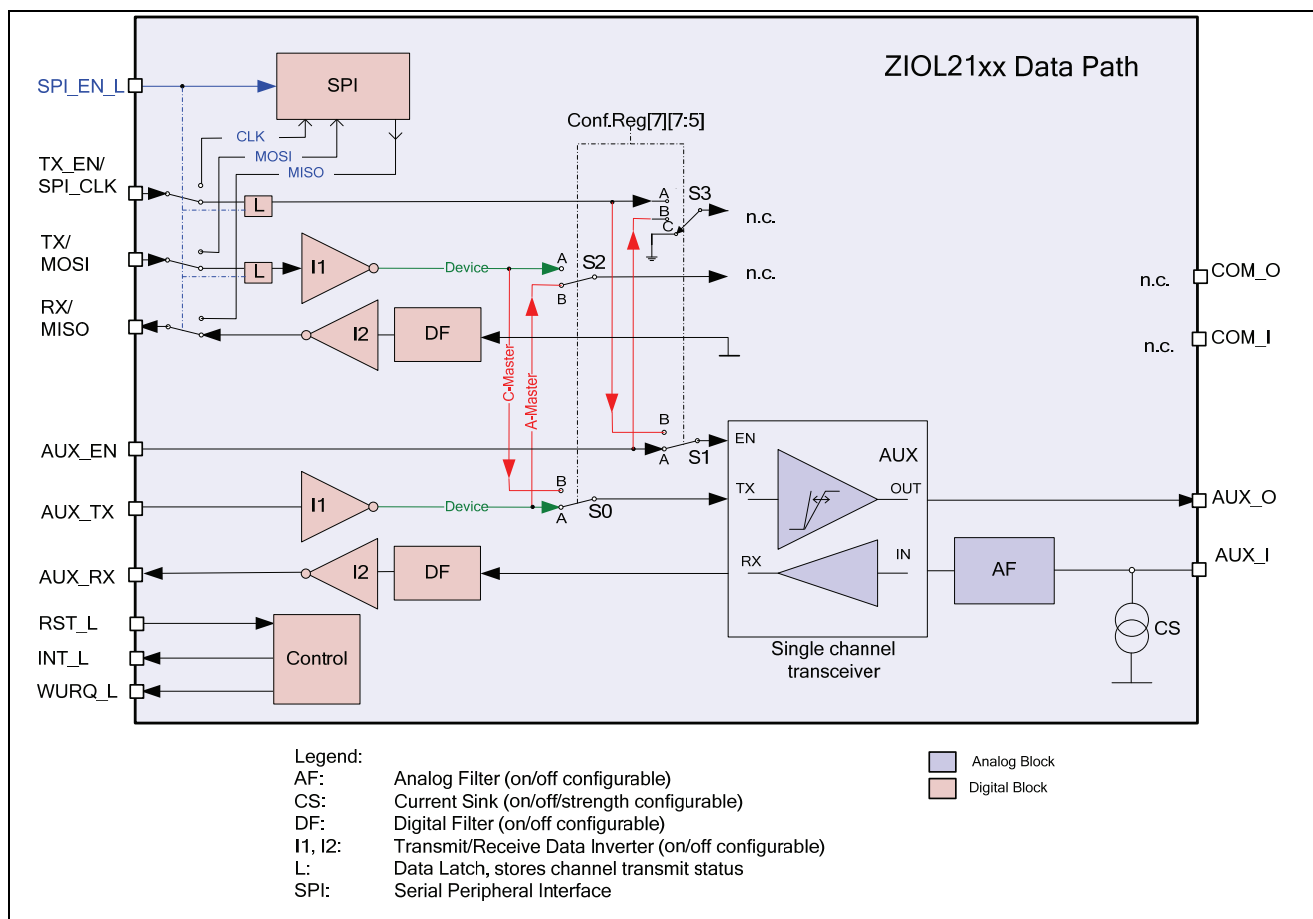 ZIOL21xx Data Path
SPI_EN_L
SPI
Conf.Reg[7][7:5]
CLK
MOSI
MISO
TX_EN/
SPI_CLK
L
A
B
C
S3
n.c.
TX/
MOSI
L
I1
Device
A
B
S2
n.c.
n.c.
COM_O
RX/
MISO
I2
DF
n.c.
COM_I
C-Master
A-Master
AUX_EN
B
A
S1
EN
AUX
AUX_TX
I1
Device
B
A
S0
TX
OUT
AUX_O
AUX_RX
I2
DF
RX
IN
AF
AUX_I
CS
RST_L
INT_L
WURQ_L
Control
Single channel
transceiver
Legend:
AF: Analog Filter (on/off configurable)
CS: Current Sink (on/off/strength configurable)
DF: Digital Filter (on/off configurable)
I1, I2: Transmit/Receive Data Inverter (on/off configurable)
L: Data Latch, stores channel transmit status
SPI: Serial Peripheral Interface
Analog Block
Digital Block